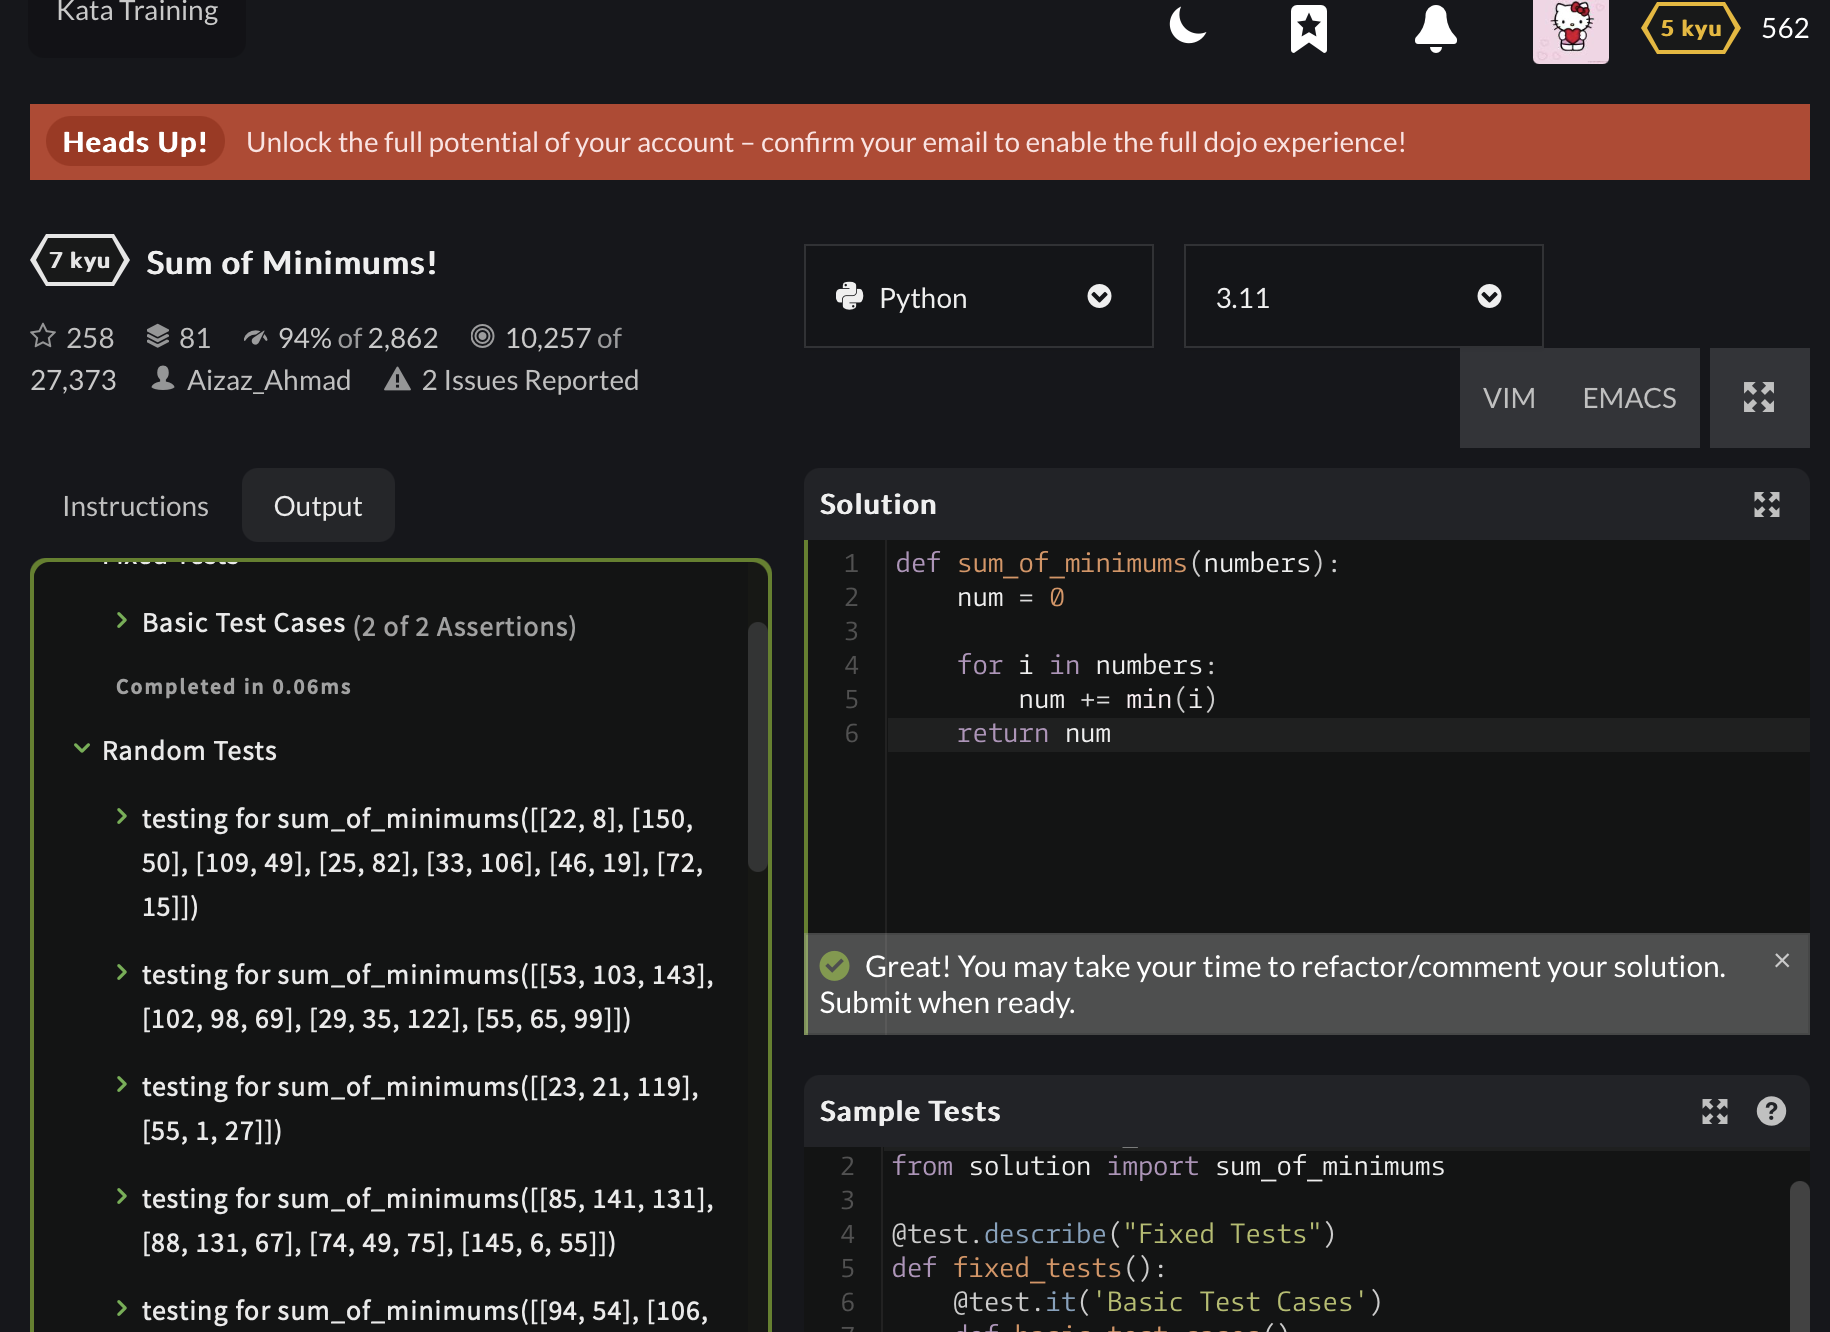 Kata Training
5 kyu 562
Heads Up! Unlock the full potential of your account – confirm your email to enable the full dojo experience!
7 kyu Sum of Minimums!
258 81 94% of 2,862 10,257 of
27,373 Aizaz_Ahmad 2 Issues Reported
Python
3.11
VIM EMACS
Instructions Output
Fixed Tests
Basic Test Cases (2 of 2 Assertions)
Completed in 0.06ms
Random Tests
testing for sum_of_minimums([[22, 8], [150,
50], [109, 49], [25, 82], [33, 106], [46, 19], [72,
15]])
testing for sum_of_minimums([[53, 103, 143],
[102, 98, 69], [29, 35, 122], [55, 65, 99]])
testing for sum_of_minimums([[23, 21, 119],
[55, 1, 27]])
testing for sum_of_minimums([[85, 141, 131],
[88, 131, 67], [74, 49, 75], [145, 6, 55]])
testing for sum_of_minimums([[94, 54], [106,
Solution
1 def sum_of_minimums(numbers):
2     num = 0
3
4     for i in numbers:
5         num += min(i)
6     return num
Great! You may take your time to refactor/comment your solution.
Submit when ready.
Sample Tests
2 from solution import sum_of_minimums
3
4 @test.describe("Fixed Tests")
5 def fixed_tests():
6     @test.it('Basic Test Cases')
7     def basic_test_cases()